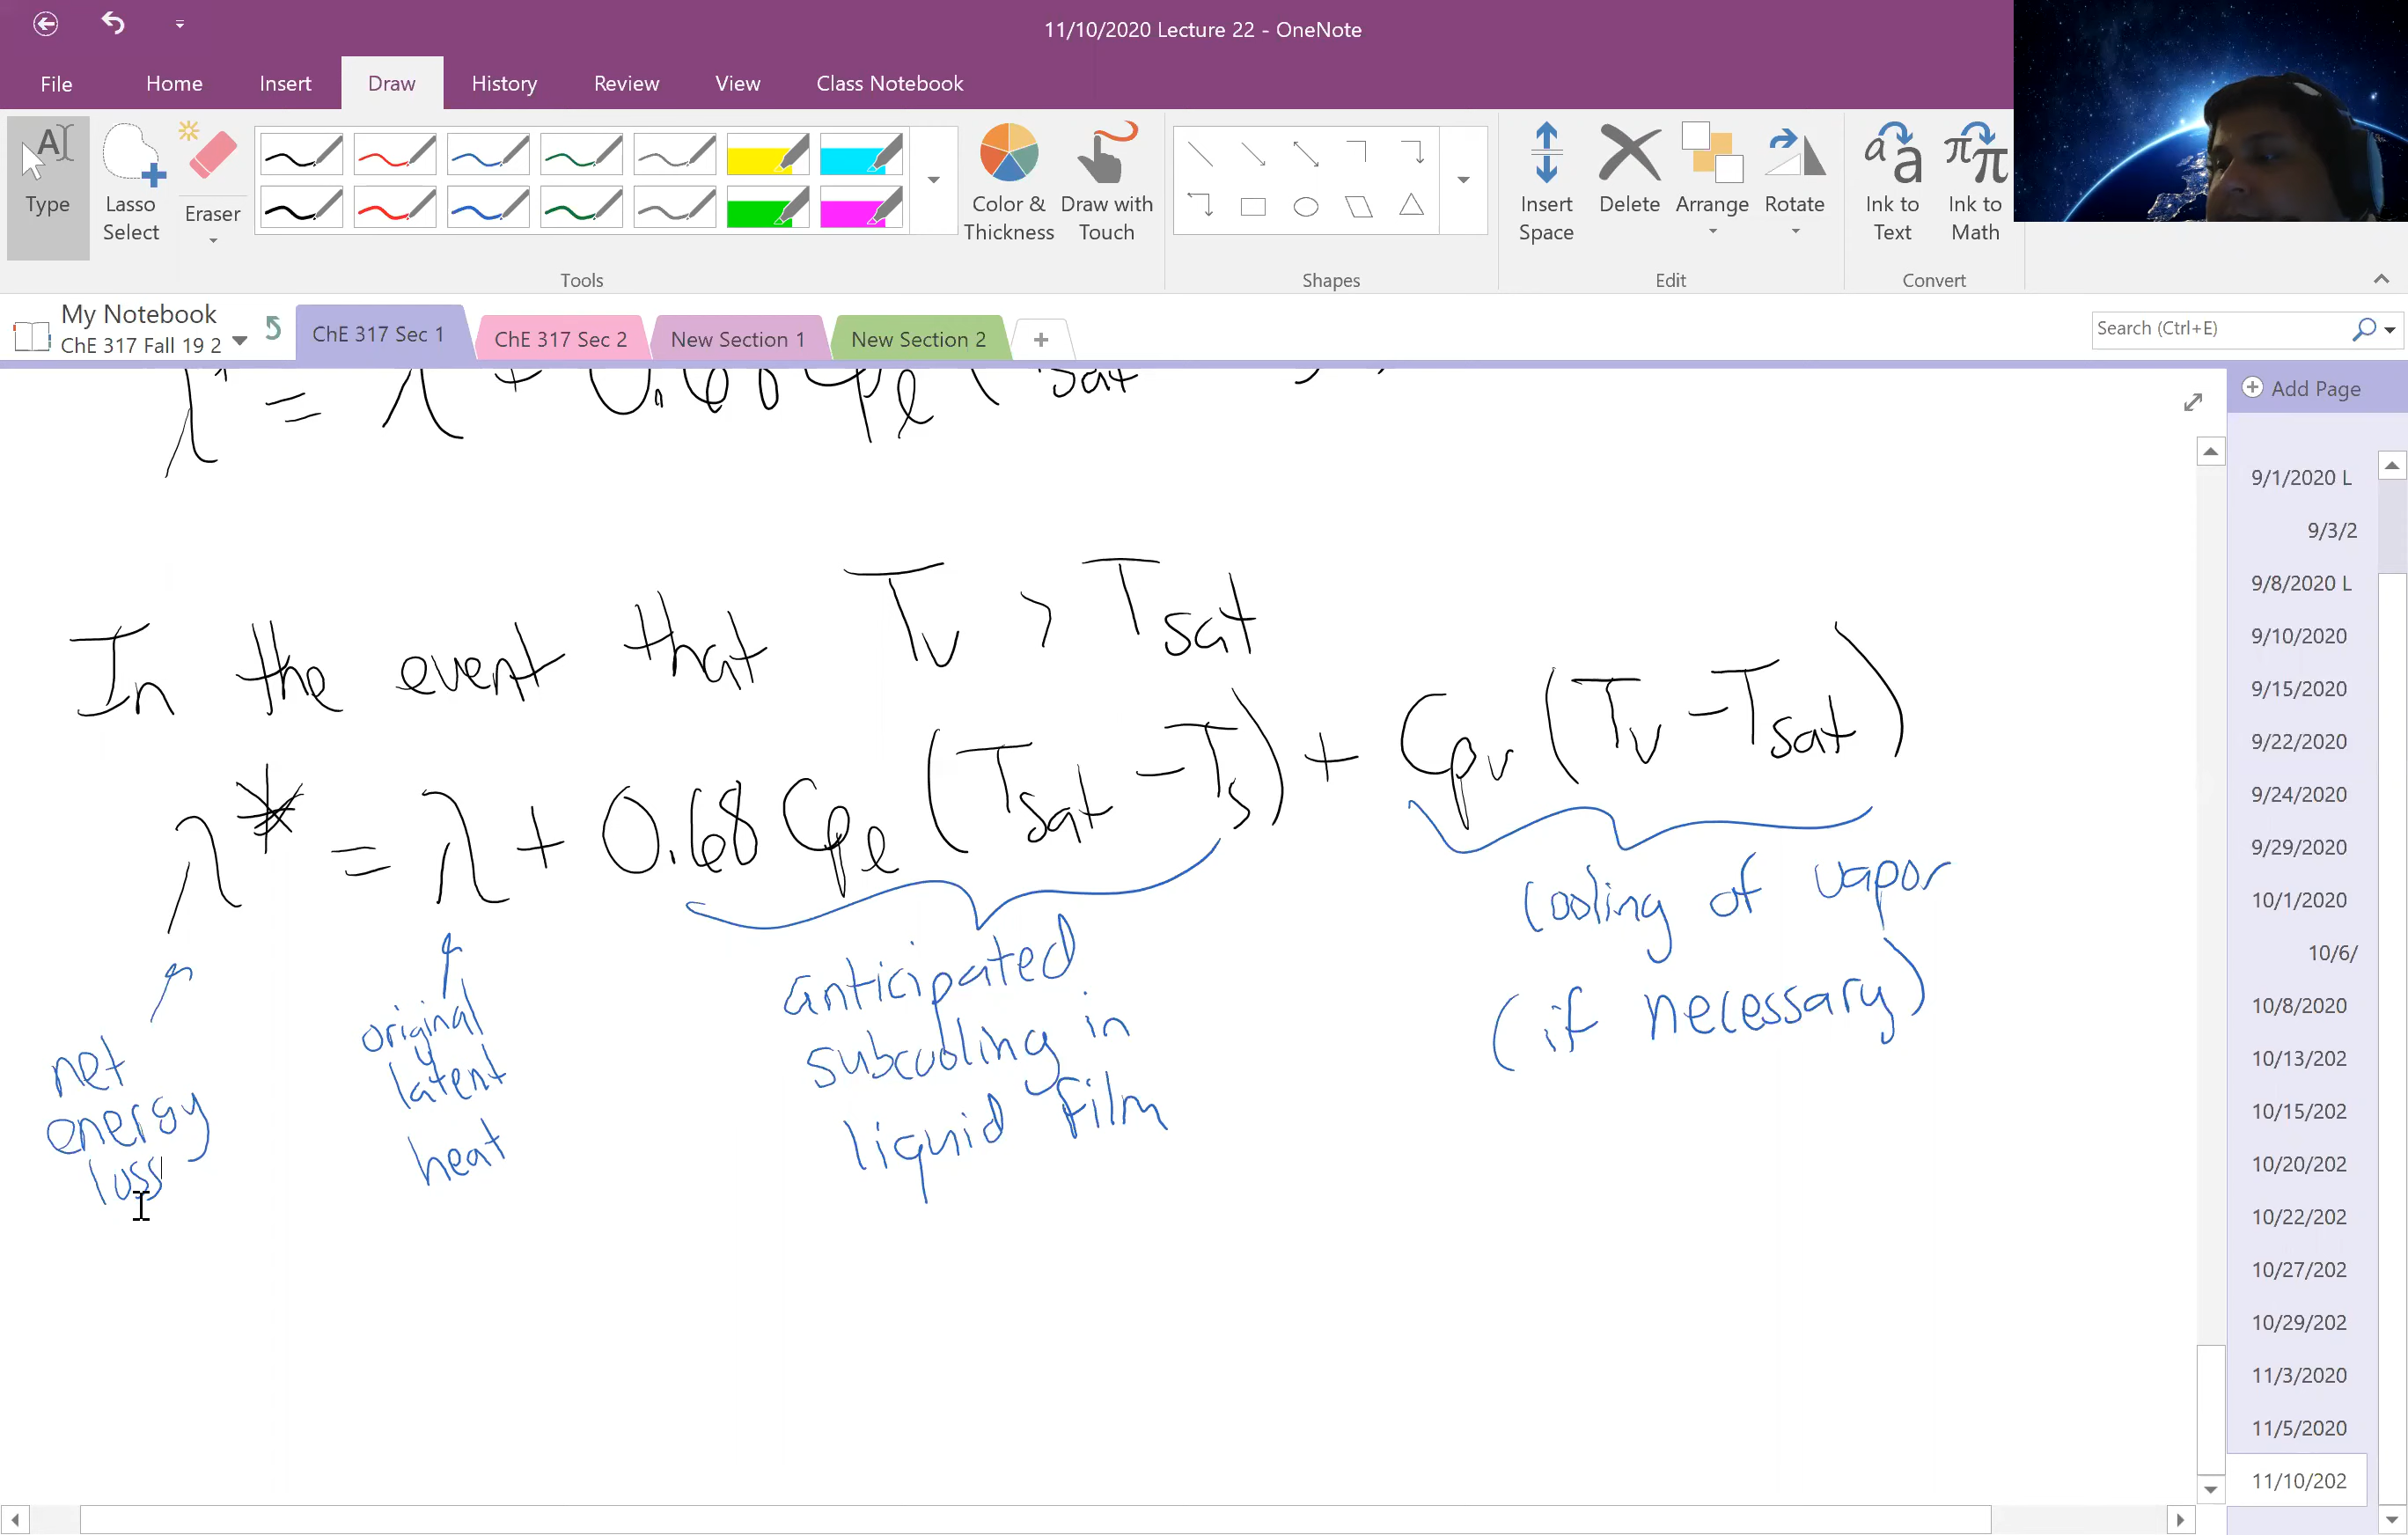 11/10/2020 Lecture 22 - OneNote
File Home Insert Draw History Review View Class Notebook
Type
Lasso Select
Eraser
Color & Thickness
Draw with Touch
Insert Space
Delete
Arrange
Rotate
Ink to Text
Ink to Math
Tools
Shapes
Edit
Convert
My Notebook
ChE 317 Fall 19 2
ChE 317 Sec 1
ChE 317 Sec 2
New Section 1
New Section 2
Search (Ctrl+E)
Add Page
λ* = λ + 0.68 Cpl (Tsat
In the event that Tv > Tsat
λ* = λ + 0.68 Cpl (Tsat - Ts) + Cpv (Tv - Tsat)
net
energy
loss
original
latent
heat
anticipated
subcooling in
liquid film
cooling of vapor
(if necessary)
9/1/2020 L
9/3/2
9/8/2020 L
9/10/2020
9/15/2020
9/22/2020
9/24/2020
9/29/2020
10/1/2020
10/6/
10/8/2020
10/13/202
10/15/202
10/20/202
10/22/202
10/27/202
10/29/202
11/3/2020
11/5/2020
11/10/202